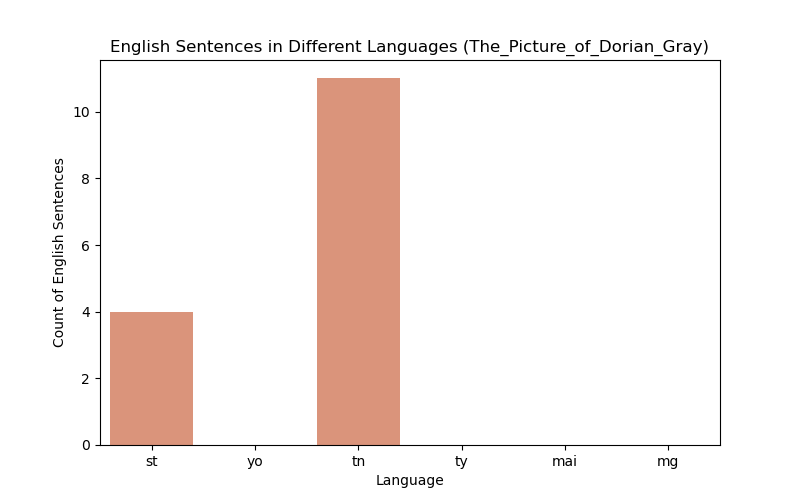 English Sentences in Different Languages (The_Picture_of_Dorian_Gray)
Count of English Sentences
10
8
6
4
2
0
st yo tn ty mai mg
Language